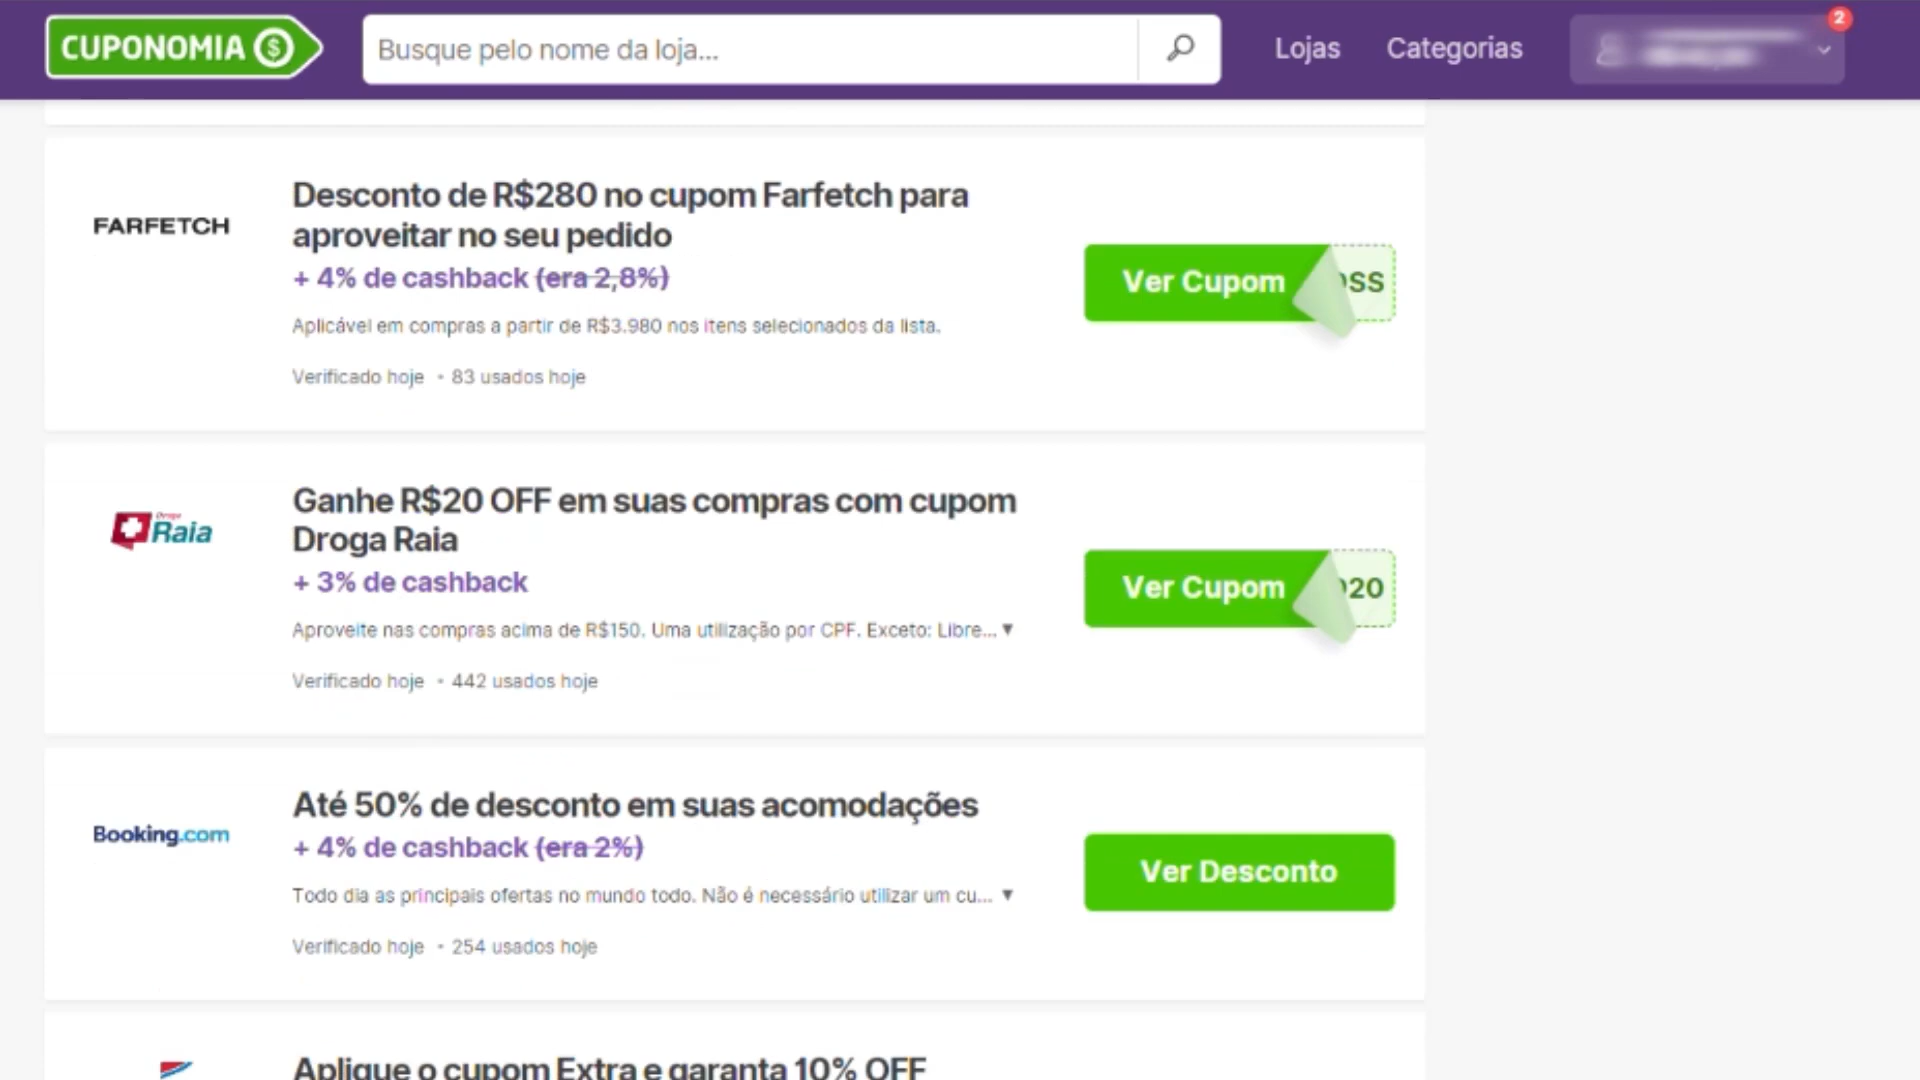 CUPONOMIA $
Busque pelo nome da loja...
Lojas
Categorias
2
FARFETCH
Desconto de R$280 no cupom Farfetch para
aproveitar no seu pedido
+ 4% de cashback (era 2,8%)
Aplicável em compras a partir de R$3.980 nos itens selecionados da lista.
Verificado hoje • 83 usados hoje
Ver Cupom
SS
Droga
Raia
Ganhe R$20 OFF em suas compras com cupom
Droga Raia
+ 3% de cashback
Aproveite nas compras acima de R$150. Uma utilização por CPF. Exceto: Libre... ▼
Verificado hoje • 442 usados hoje
Ver Cupom
20
Booking.com
Até 50% de desconto em suas acomodações
+ 4% de cashback (era 2%)
Todo dia as principais ofertas no mundo todo. Não é necessário utilizar um cu... ▼
Verificado hoje • 254 usados hoje
Ver Desconto
Aplique o cupom Extra e garanta 10% OFF